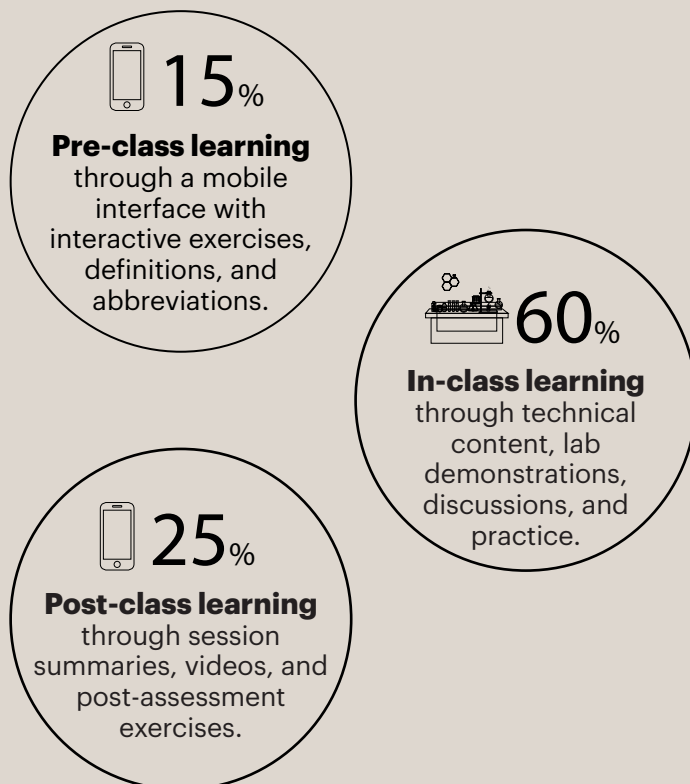 15%
Pre-class learning
through a mobile
interface with
interactive exercises,
definitions, and
abbreviations.
60%
In-class learning
through technical
content, lab
demonstrations,
discussions, and
practice.
25%
Post-class learning
through session
summaries, videos, and
post-assessment
exercises.